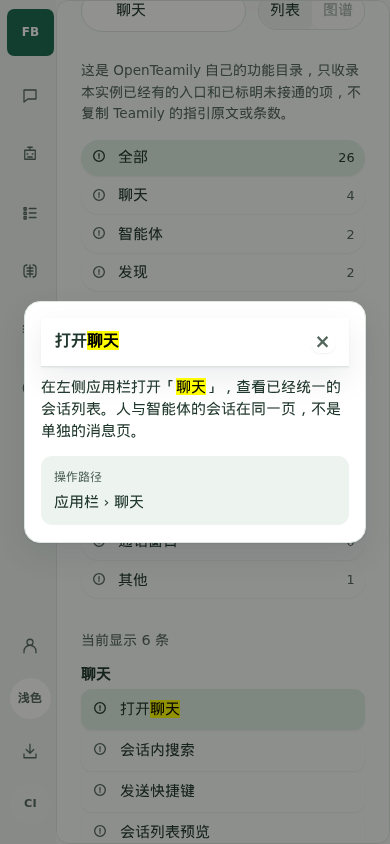 FB
聊天
列表
图谱
这是 OpenTeamily 自己的功能目录，只收录
本实例已经有的入口和已标明未接通的项，不
复制 Teamily 的指引原文或条数。
全部
26
聊天
4
智能体
2
发现
2
打开聊天
在左侧应用栏打开「聊天」，查看已经统一的
会话列表。人与智能体的会话在同一页，不是
单独的消息页。
操作路径
应用栏 › 聊天
其他
1
当前显示 6 条
聊天
浅色
打开聊天
会话内搜索
发送快捷键
CI
会话列表预览